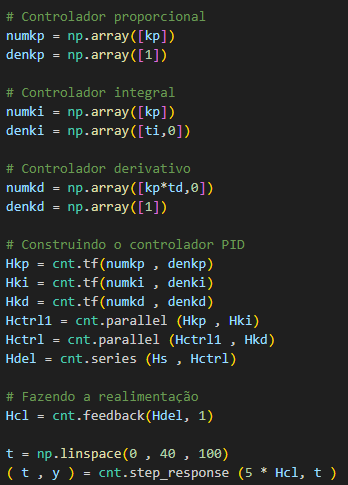 # Controlador proporcional
numkp = np.array([kp])
denkp = np.array([1])
# Controlador integral
numki = np.array([kp])
denki = np.array([ti,0])
# Controlador derivativo
numkd = np.array([kp*td,0])
denkd = np.array([1])
# Construindo o controlador PID
Hkp = cnt.tf(numkp , denkp)
Hki = cnt.tf(numki , denki)
Hkd = cnt.tf(numkd , denkd)
Hctrl1 = cnt.parallel (Hkp , Hki)
Hctrl = cnt.parallel (Hctrl1 , Hkd)
Hdel = cnt.series (Hs , Hctrl)
# Fazendo a realimentação
Hcl = cnt.feedback(Hdel, 1)
t = np.linspace(0 , 40 , 100)
( t , y ) = cnt.step_response (5 * Hcl, t )